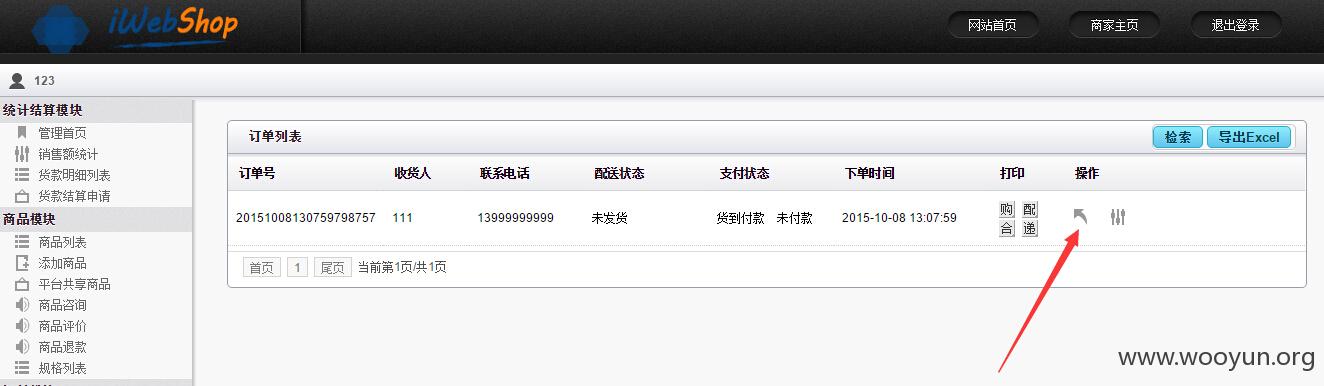 iWebShop
网站首页 商家主页 退出登录
123
统计结算模块
管理首页
销售额统计
货款明细列表
货款结算申请
商品模块
商品列表
添加商品
平台共享商品
商品咨询
商品评价
商品退款
规格列表
订单列表 检索 导出Excel
订单号 收货人 联系电话 配送状态 支付状态 下单时间 打印 操作
20151008130759798757 111 13999999999 未发货 货到付款 未付款 2015-10-08 13:07:59 购 配
合 递
首页 1 尾页 当前第1页/共1页
www.wooyun.org